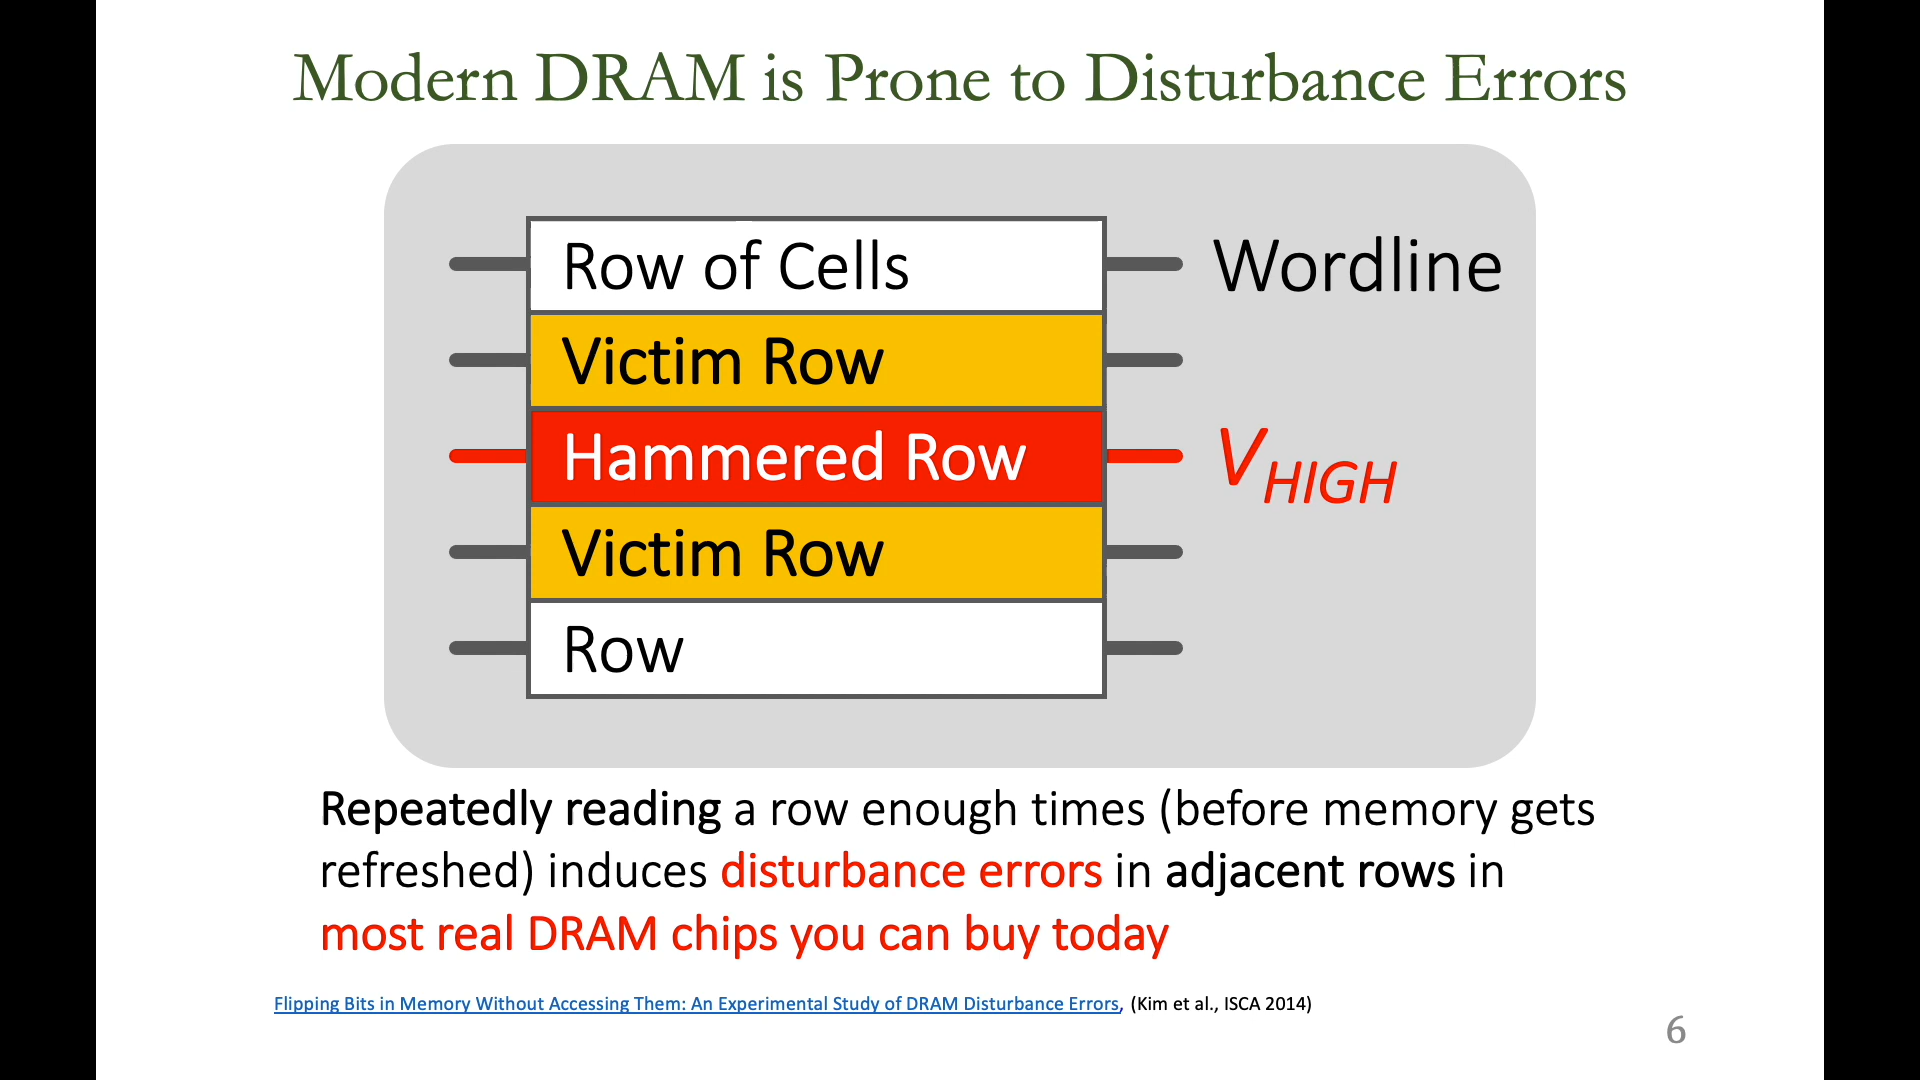 Modern DRAM is Prone to Disturbance Errors
Row of Cells
Wordline
Victim Row
Hammered Row
VHIGH
Victim Row
Row
Repeatedly reading a row enough times (before memory gets
refreshed) induces disturbance errors in adjacent rows in
most real DRAM chips you can buy today
Flipping Bits in Memory Without Accessing Them: An Experimental Study of DRAM Disturbance Errors, (Kim et al., ISCA 2014)
6